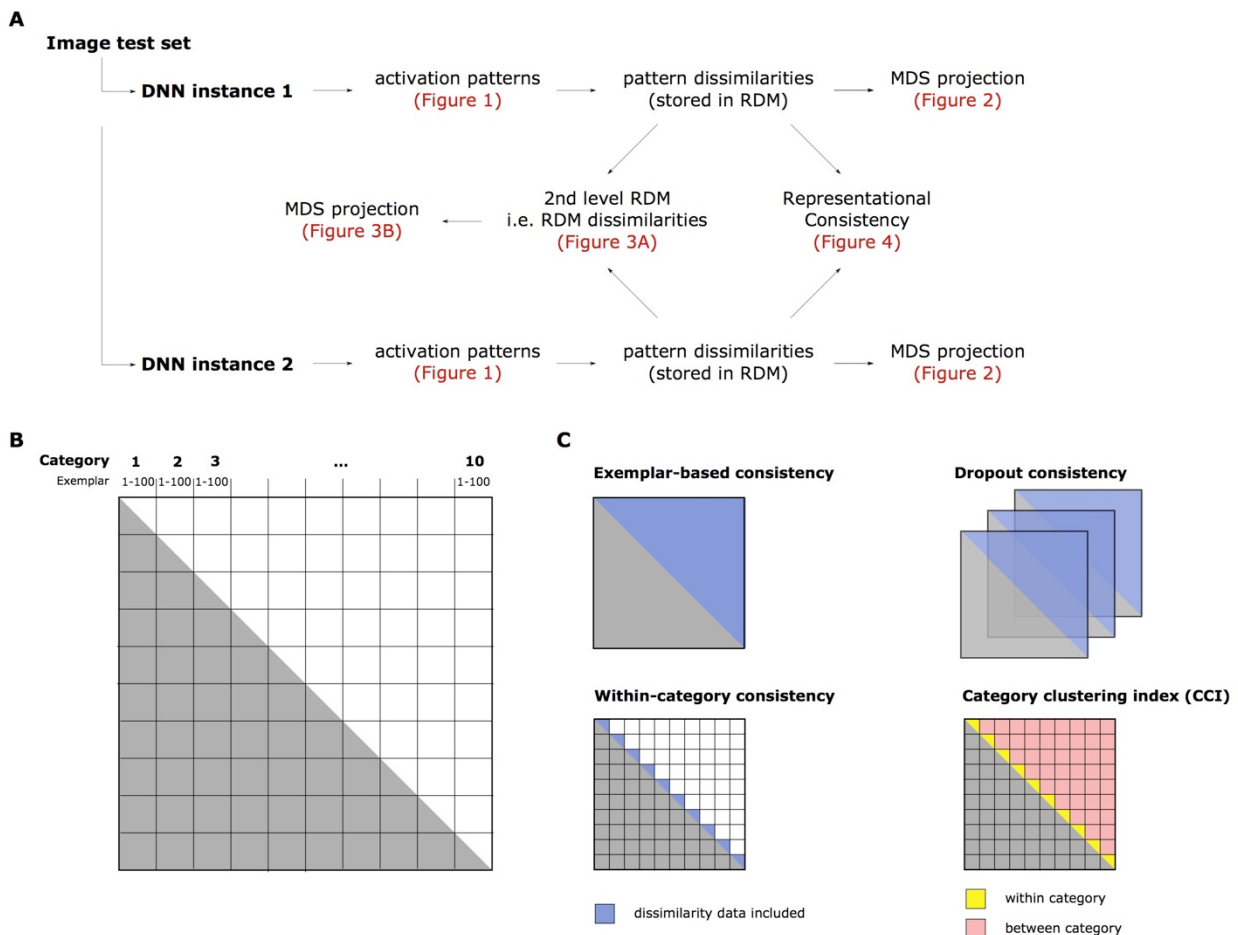 A
Image test set
DNN instance 1
activation patterns
(Figure 1)
pattern dissimilarities
(stored in RDM)
MDS projection
(Figure 2)
MDS projection
(Figure 3B)
2nd level RDM
i.e. RDM dissimilarities
(Figure 3A)
Representational
Consistency
(Figure 4)
DNN instance 2
activation patterns
(Figure 1)
pattern dissimilarities
(stored in RDM)
MDS projection
(Figure 2)
B
Category 1 2 3 ... 10
Exemplar 1-100 1-100 1-100 1-100
C
Exemplar-based consistency
Dropout consistency
Within-category consistency
Category clustering index (CCI)
dissimilarity data included
within category
between category